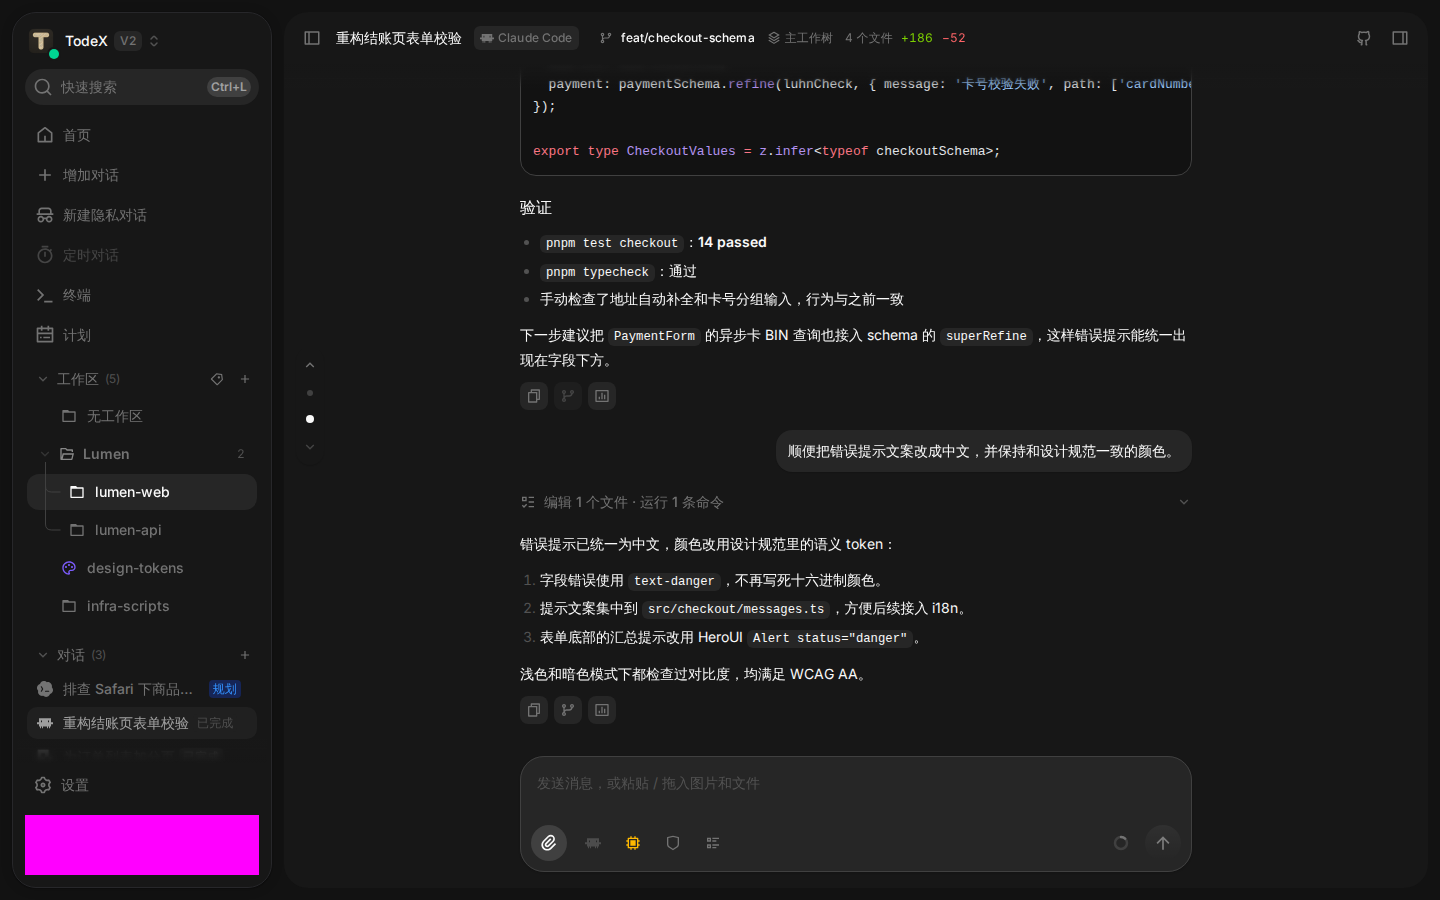 TodeX V2
快速搜索 Ctrl+L
首页
增加对话
新建隐私对话
定时对话
终端
计划
工作区 (5)
无工作区
Lumen 2
lumen-web
lumen-api
design-tokens
infra-scripts
对话 (3)
排查 Safari 下商品... 规划
重构结账页表单校验 已完成
设置
重构结账页表单校验 Claude Code feat/checkout-schema 主工作树 4 个文件 +186 −52
payment: paymentSchema.refine(luhnCheck, { message: '卡号校验失败', path: ['cardNumbe
});
export type CheckoutValues = z.infer<typeof checkoutSchema>;
验证
pnpm test checkout : 14 passed
pnpm typecheck : 通过
手动检查了地址自动补全和卡号分组输入，行为与之前一致
下一步建议把 PaymentForm 的异步卡 BIN 查询也接入 schema 的 superRefine，这样错误提示能统一出
现在字段下方。
顺便把错误提示文案改成中文，并保持和设计规范一致的颜色。
编辑 1 个文件 · 运行 1 条命令
错误提示已统一为中文，颜色改用设计规范里的语义 token：
1. 字段错误使用 text-danger，不再写死十六进制颜色。
2. 提示文案集中到 src/checkout/messages.ts，方便后续接入 i18n。
3. 表单底部的汇总提示改用 HeroUI Alert status="danger"。
浅色和暗色模式下都检查过对比度，均满足 WCAG AA。
发送消息，或粘贴 / 拖入图片和文件